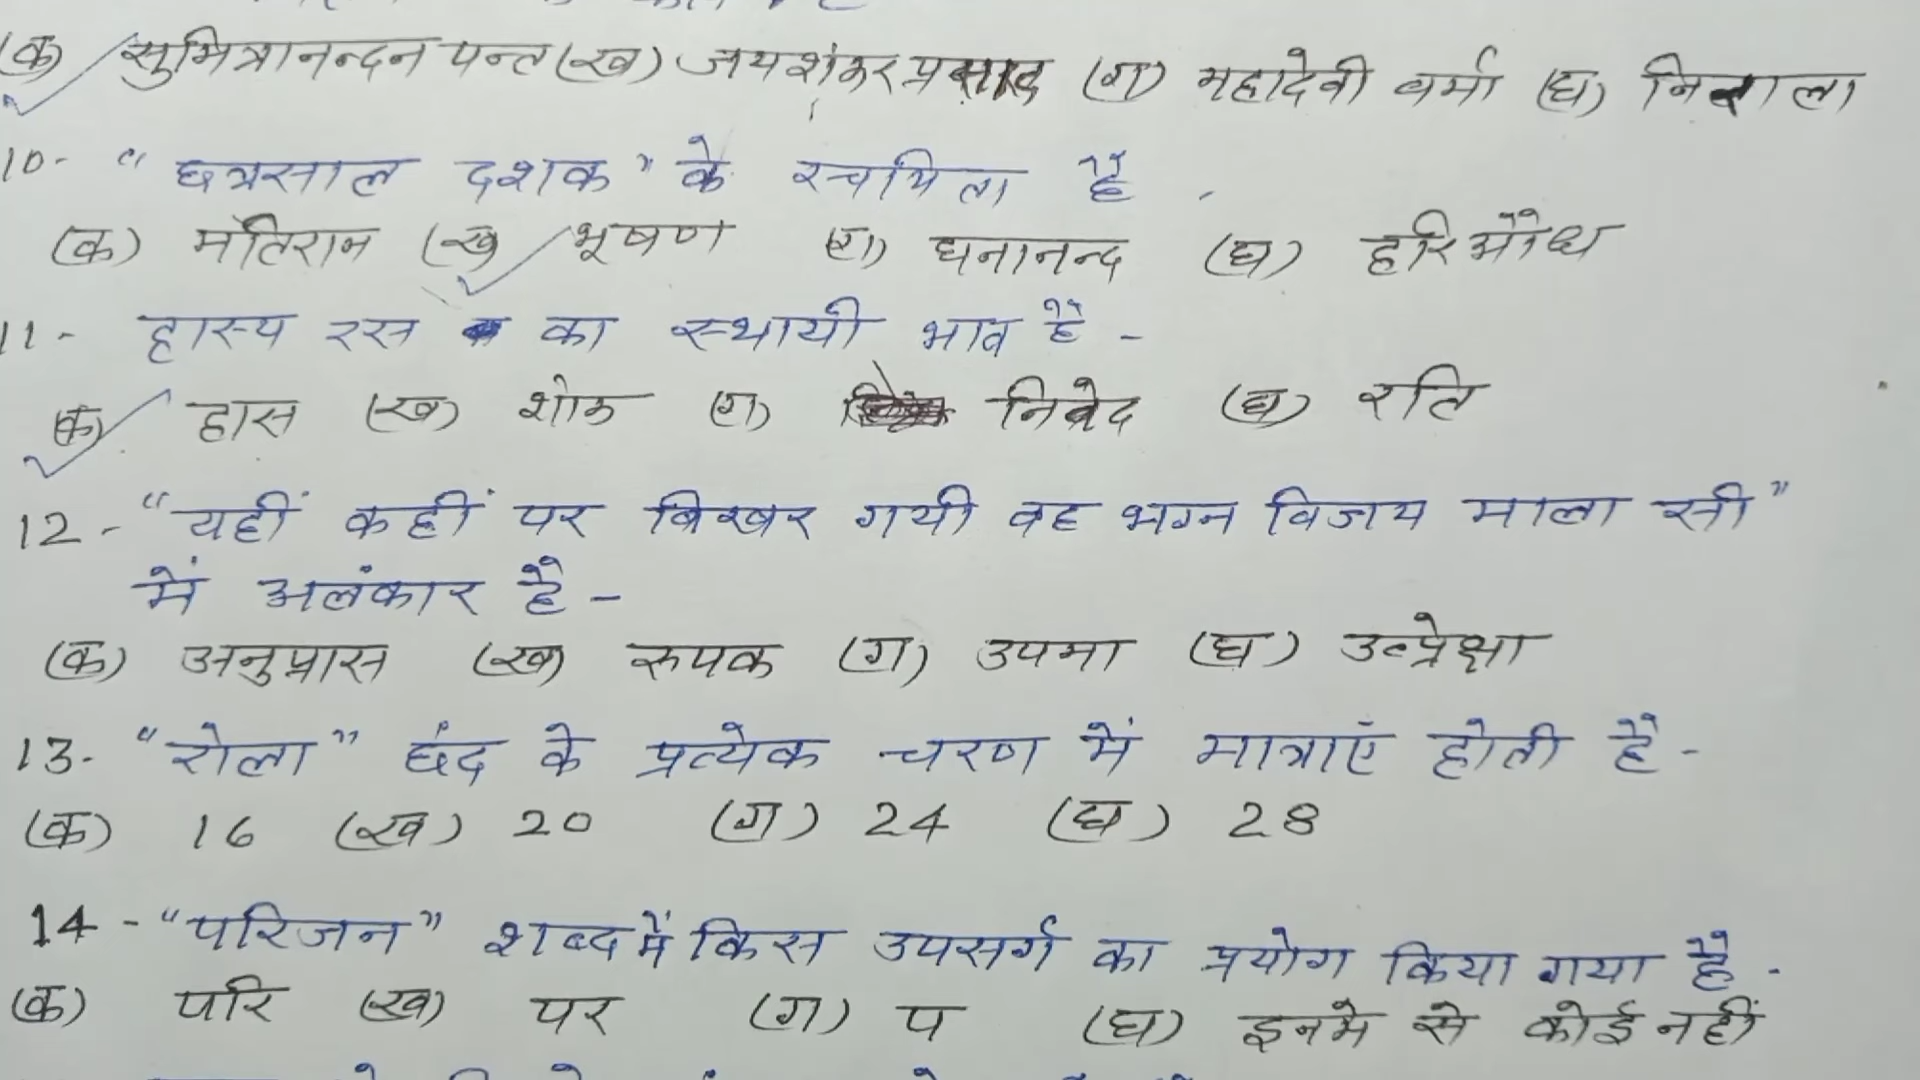 (क) सुमित्रानन्दन पन्त (ख) जयशंकर प्रसाद (ग) महादेवी वर्मा (घ) निराला
10- "छत्रसाल दशक" के रचयिता हैं
(क) मतिराम (ख) भूषण (ग) घनानन्द (घ) हरिऔध
11- हास्य रस का स्थायी भाव है -
(क) हास (ख) शोक (ग) निवेद (घ) रति
12- "यहीं कहीं पर बिखर गयी वह भग्न विजय माला सी"
में अलंकार है -
(क) अनुप्रास (ख) रुपक (ग) उपमा (घ) उत्प्रेक्षा
13- "रोला" छंद के प्रत्येक चरण में मात्राएं होती हैं -
(क) 16 (ख) 20 (ग) 24 (घ) 28
14- "परिजन" शब्द में किस उपसर्ग का प्रयोग किया गया है -
(क) परि (ख) पर (ग) प (घ) इनमे से कोई नहीं